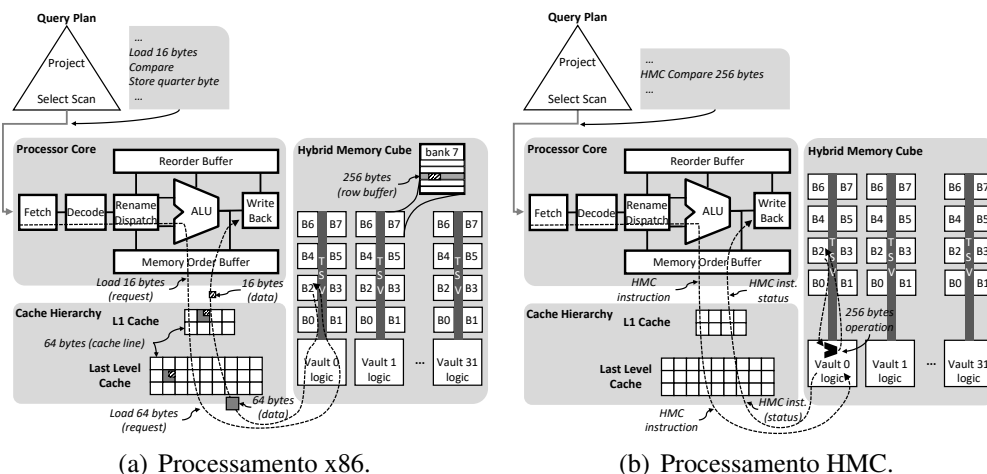 Query Plan
Project
Select Scan
...
Load 16 bytes
Compare
Store quarter byte
...
Processor Core
Reorder Buffer
Fetch
Decode
Rename
Dispatch
ALU
Write
Back
Memory Order Buffer
Load 16 bytes
(request)
16 bytes
(data)
Cache Hierarchy
L1 Cache
64 bytes (cache line)
Last Level
Cache
Load 64 bytes
(request)
64 bytes
(data)
Hybrid Memory Cube
bank 7
256 bytes
(row buffer)
B6 B7 B6 B7 B6 B7
B4 B5 B4 B5 B4 B5
B2 B3 B2 B3 B2 B3
B0 B1 B0 B1 B0 B1
TSV TSV TSV
Vault 0
logic
Vault 1
logic
...
Vault 31
logic
(a) Processamento x86.
Query Plan
Project
Select Scan
...
HMC Compare 256 bytes
...
Processor Core
Reorder Buffer
Fetch
Decode
Rename
Dispatch
ALU
Write
Back
Memory Order Buffer
HMC
instruction
HMC inst.
status
Cache Hierarchy
L1 Cache
Last Level
Cache
HMC
instruction
HMC inst.
(status)
Hybrid Memory Cube
B6 B7 B6 B7 B6 B7
B4 B5 B4 B5 B4 B5
B2 B3 B2 B3 B2 B3
B0 B1 B0 B1 B0 B1
TSV TSV TSV
256 bytes
operation
Vault 0
logic
Vault 1
logic
...
Vault 31
logic
(b) Processamento HMC.